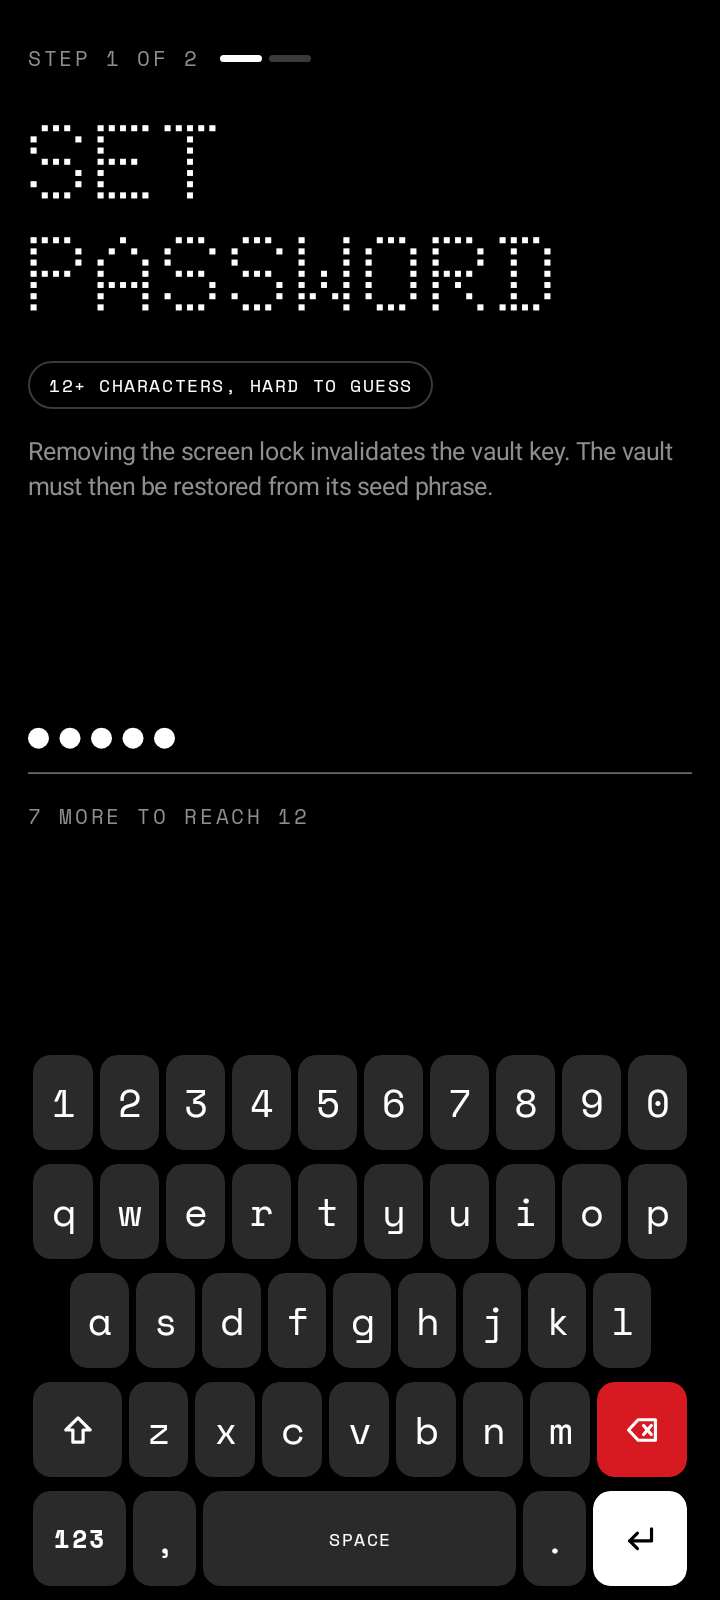 STEP 1 OF 2
SET
PASSWORD
12+ CHARACTERS, HARD TO GUESS
Removing the screen lock invalidates the vault key. The vault
must then be restored from its seed phrase.
7 MORE TO REACH 12
1 2 3 4 5 6 7 8 9 0
q w e r t y u i o p
a s d f g h j k l
z x c v b n m
123 , SPACE .